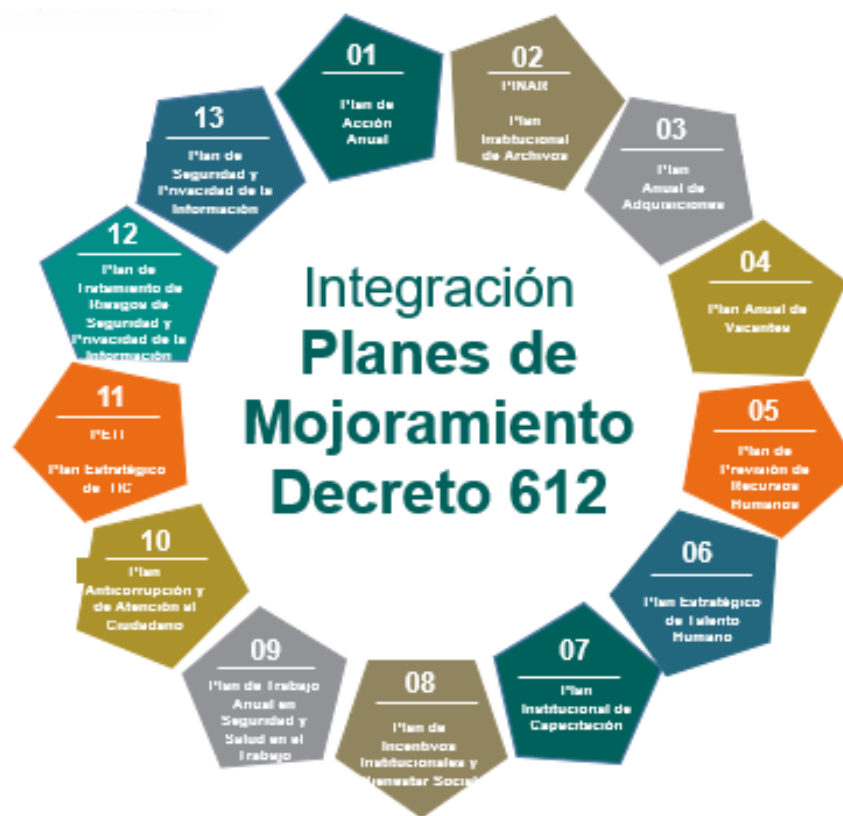 Integración
Planes de
Mojoramiento
Decreto 612
01
Plan de
Acción
Anual
02
PINAR
Plan
Institucional
de Archivos
03
Plan
Anual de
Adquisiciones
04
Plan Anual de
Vacantes
05
Plan de
Previsión de
Recursos
Humanos
06
Plan Estratégico
de Talento
Humano
07
Plan
Institucional de
Capacitación
08
Plan de
Incentivos
Institucionales y
Bienestar Social
09
Plan de Trabajo
Anual en
Seguridad y
Salud en el
Trabajo
10
Plan
Anticorrupción y
de Atención al
Ciudadano
11
PETI
Plan Estratégico
de TIC
12
Plan de
Tratamiento de
Riesgos de
Seguridad y
Privacidad de la
Información
13
Plan de
Seguridad y
Privacidad de la
Información